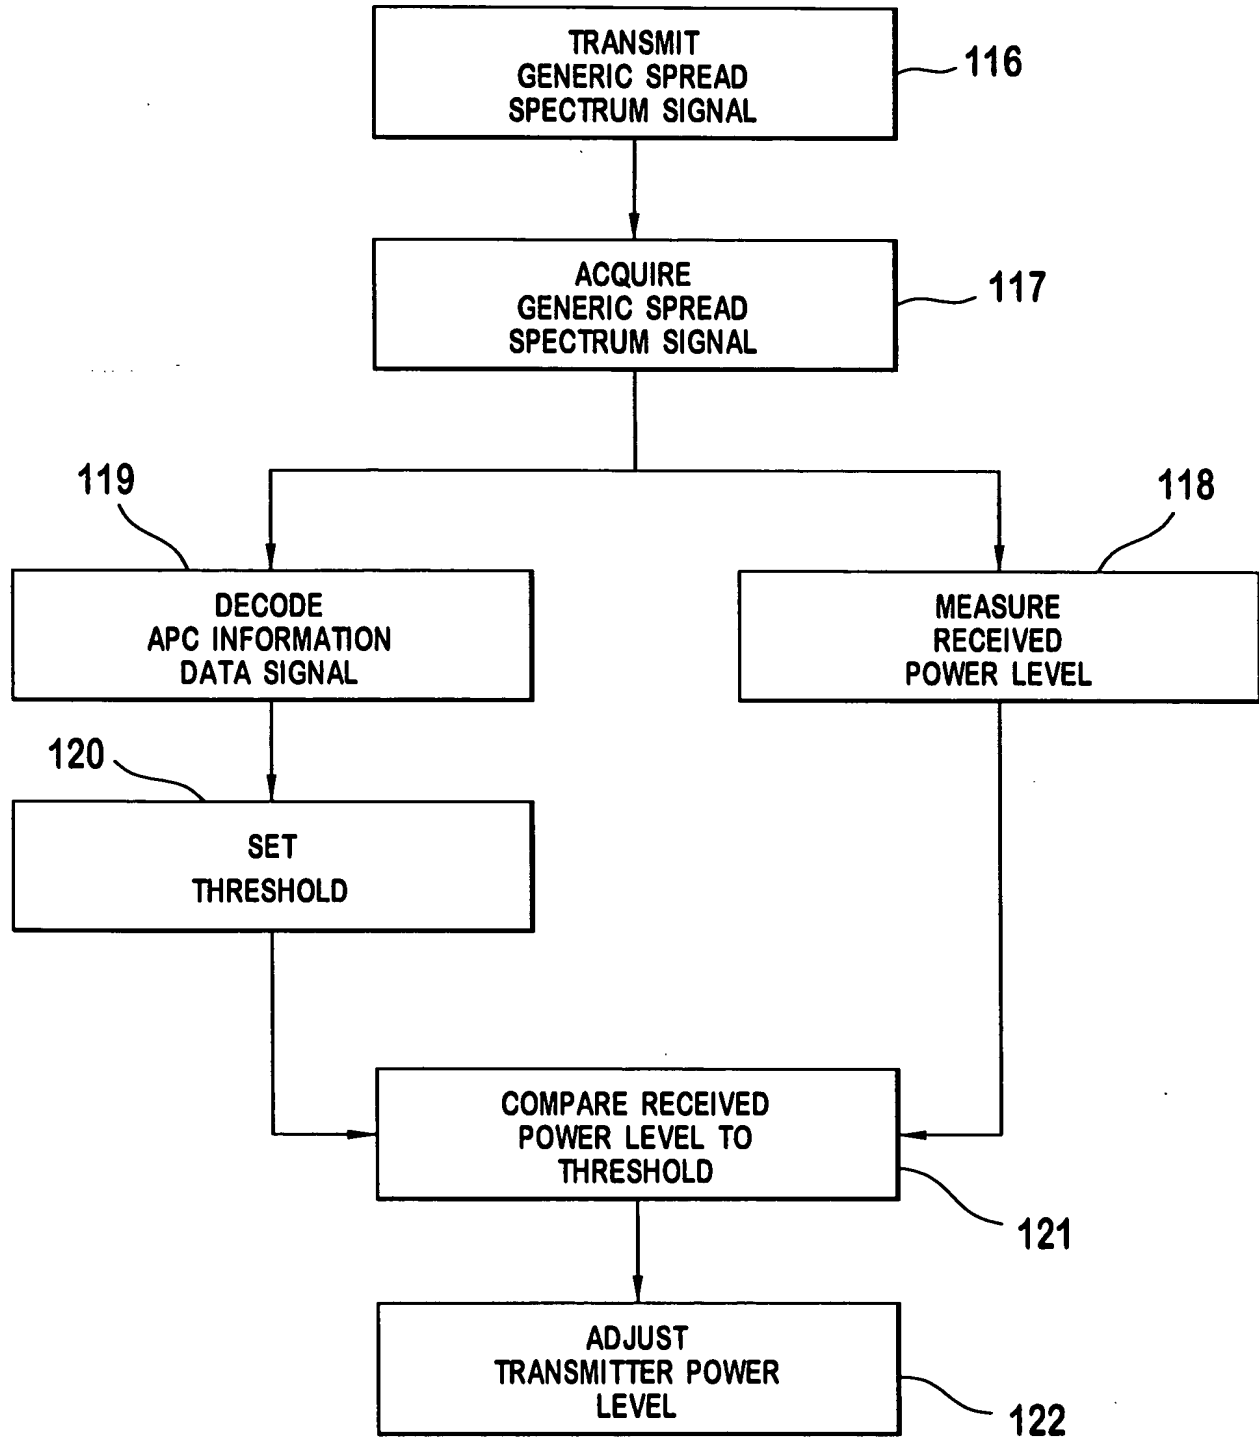 TRANSMIT
GENERIC SPREAD
SPECTRUM SIGNAL
116
ACQUIRE
GENERIC SPREAD
SPECTRUM SIGNAL
117
119
118
DECODE
APC INFORMATION
DATA SIGNAL
MEASURE
RECEIVED
POWER LEVEL
120
SET
THRESHOLD
COMPARE RECEIVED
POWER LEVEL TO
THRESHOLD
121
ADJUST
TRANSMITTER POWER
LEVEL
122